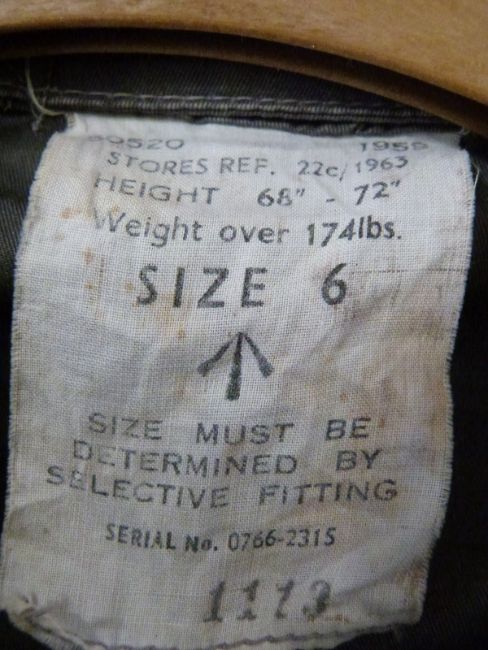 STORES REF. 22c/1963
HEIGHT 68" - 72"
Weight over 174lbs.
SIZE 6
SIZE MUST BE
DETERMINED BY
SELECTIVE FITTING
SERIAL No. 0766-2315